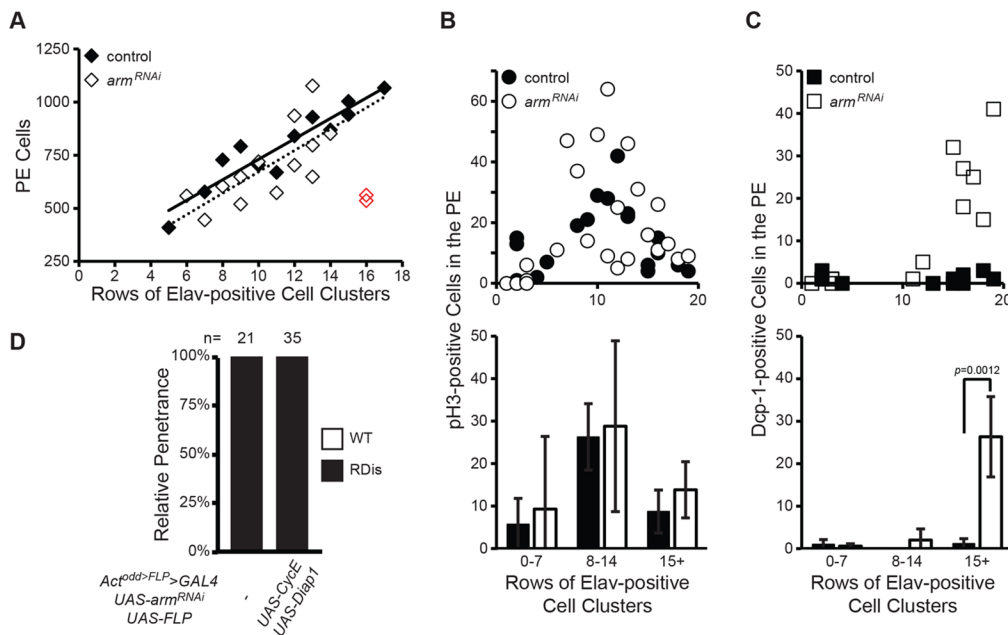 A
1250
1000
750
500
250
PE Cells
control
arm RNAi
0 2 4 6 8 10 12 14 16 18
Rows of Elav-positive Cell Clusters
B
60
40
20
0
control
arm RNAi
0 10 20
pH3-positive Cells in the PE
50
40
30
20
10
0
0-7 8-14 15+
Rows of Elav-positive
Cell Clusters
C
50
40
30
20
10
0
control
arm RNAi
0 10 20
Dcp-1-positive Cells in the PE
50
40
30
20
10
0
p=0.0012
0-7 8-14 15+
Rows of Elav-positive
Cell Clusters
D
n= 21 35
100%
75%
50%
25%
0%
Relative Penetrance
WT
RDis
Act odd>FLP>GAL4
UAS-arm RNAi
UAS-FLP
-
UAS-CycE
UAS-Diap1